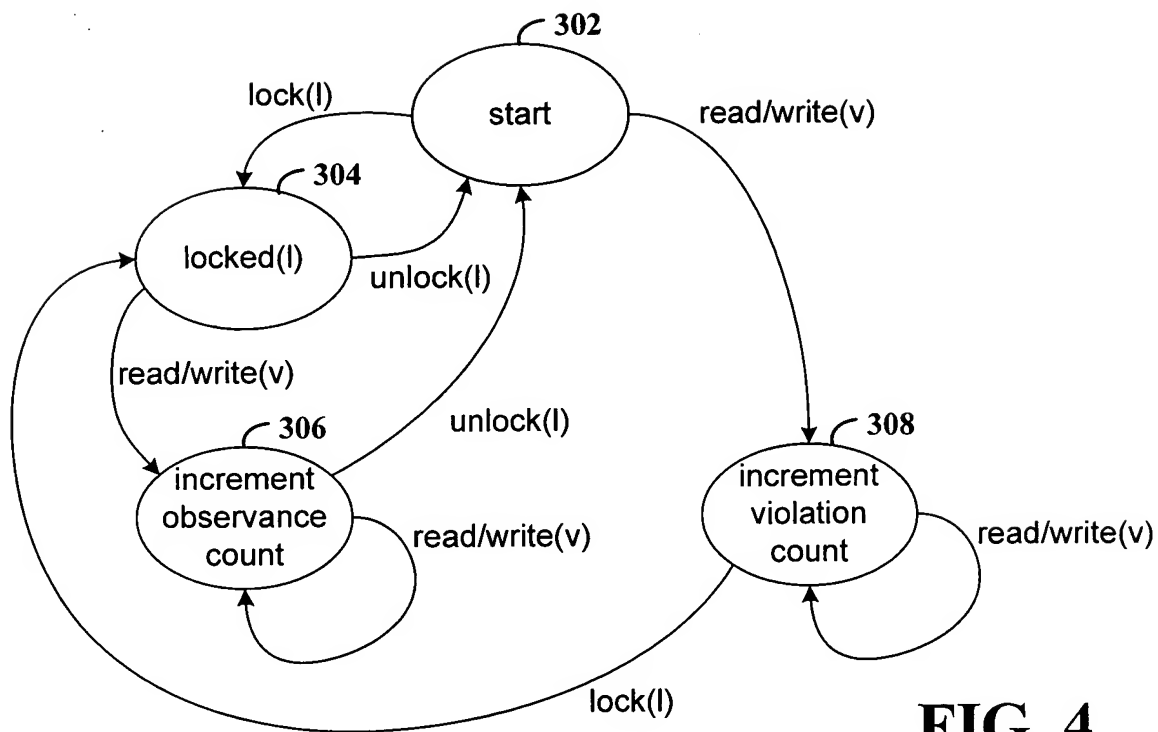 302
start
lock(l)
read/write(v)
304
locked(l)
unlock(l)
read/write(v)
unlock(l)
306
increment
observance
count
read/write(v)
308
increment
violation
count
read/write(v)
lock(l)
FIG. 4